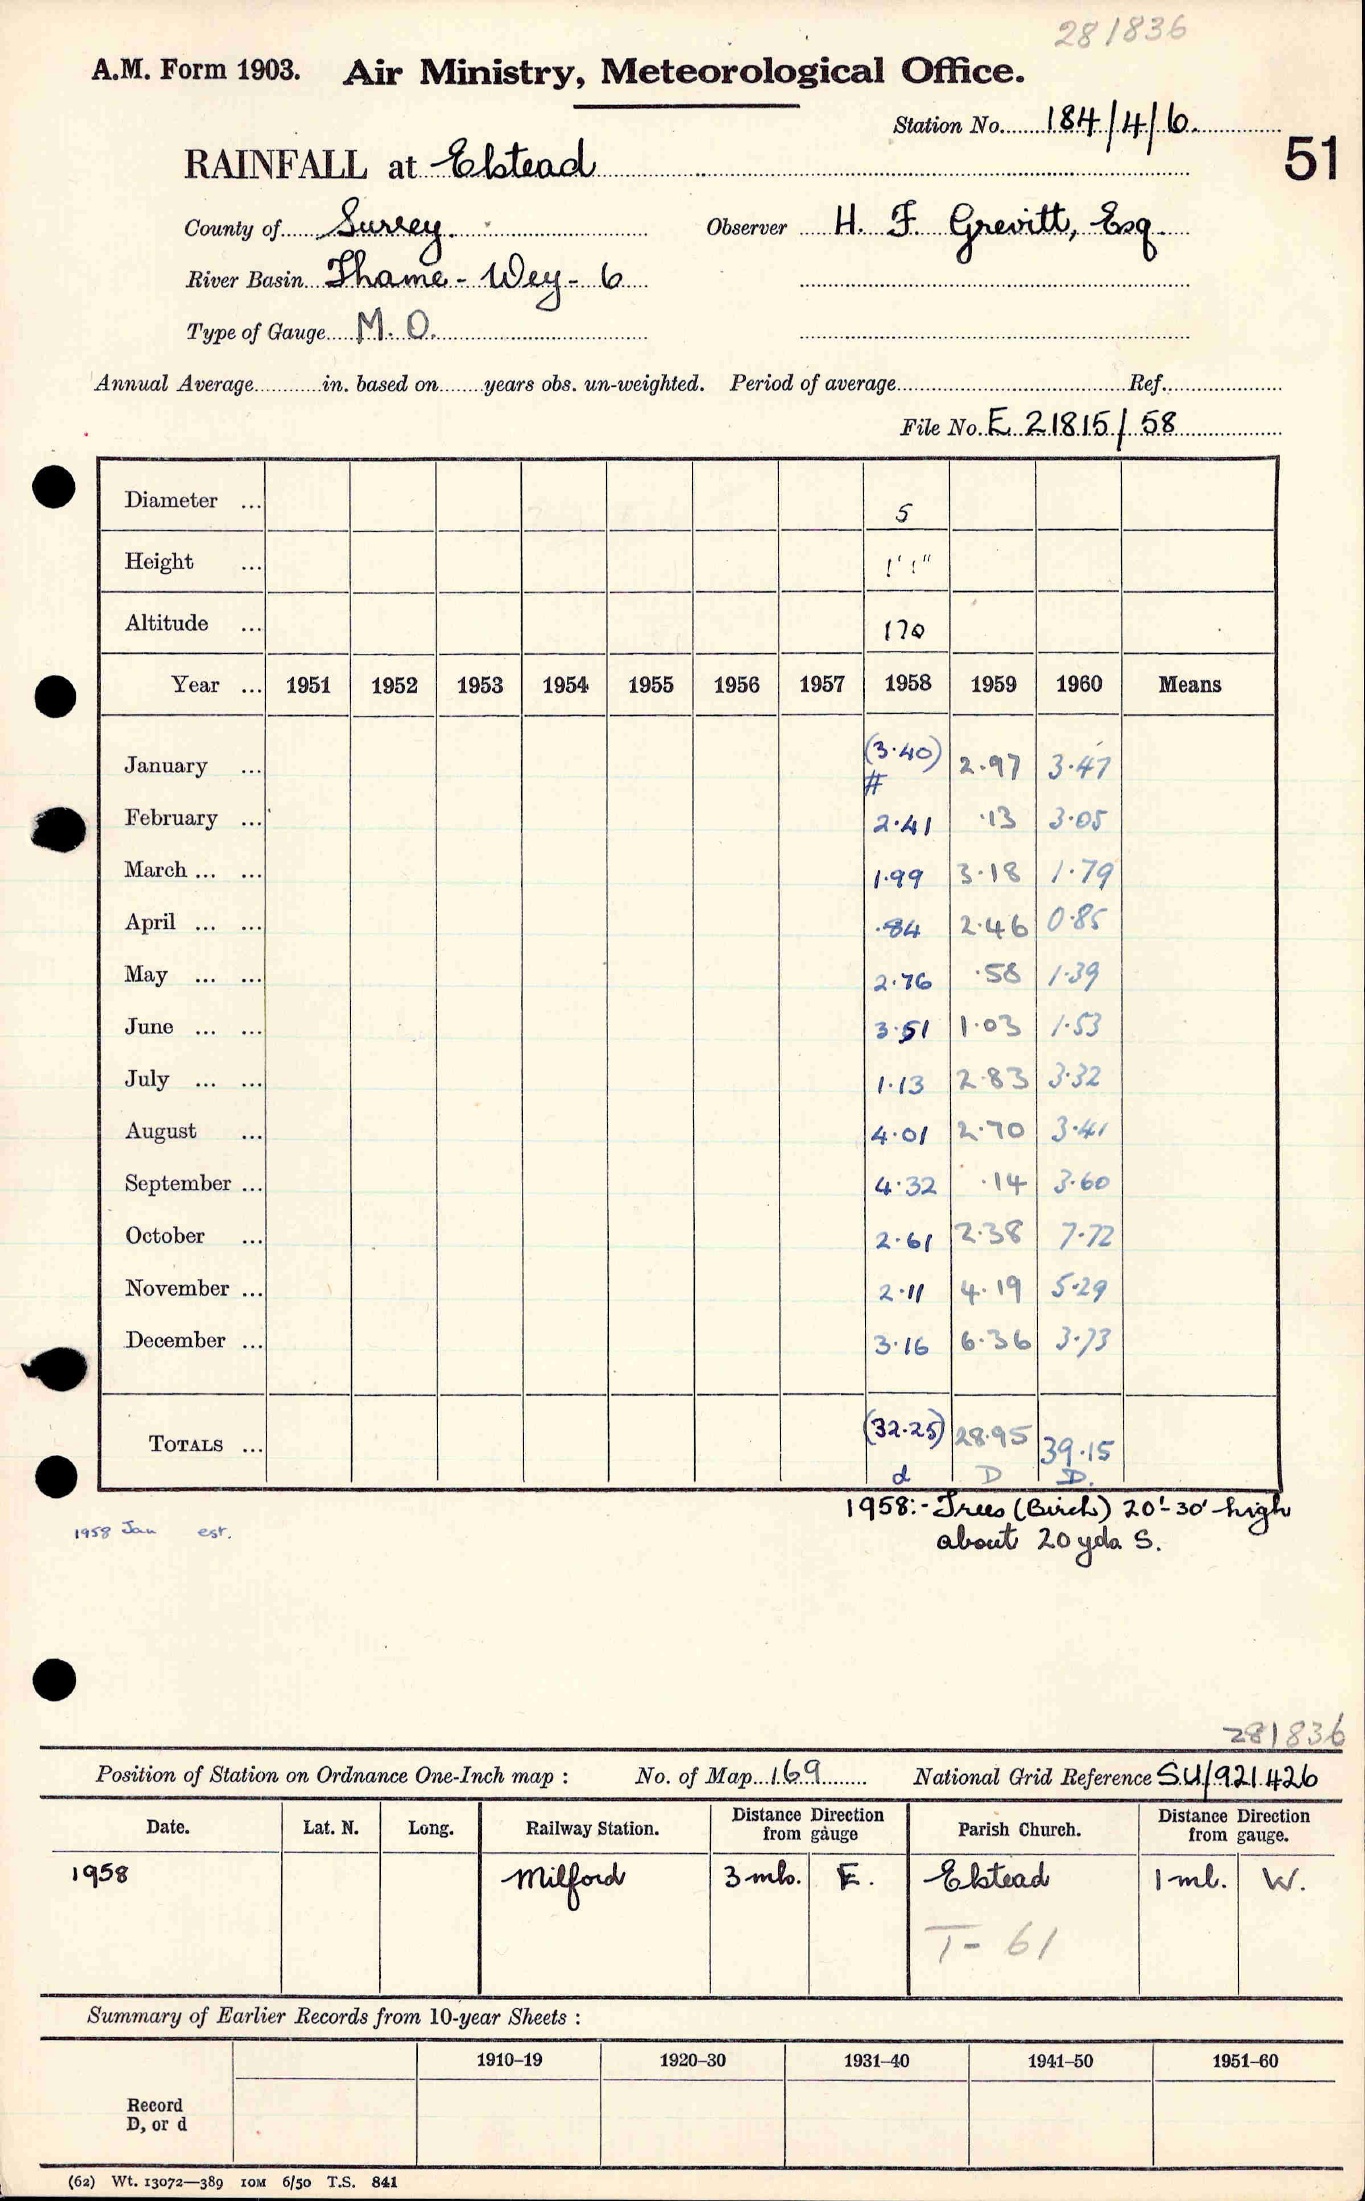 281836
A.M. Form 1903. Air Ministry, Meteorological Office.
Station No. 184/4/6.
51
RAINFALL at Elstead
County of Surrey. Observer H. F. Grevitt, Esq.
River Basin Thame - Wey - 6
Type of Gauge M.O.
Annual Average in. based on years obs. un-weighted. Period of average Ref.
File No. E 21815/58
Diameter ... 5
Height ... 1' 1"
Altitude ... 170
Year ... 1951 1952 1953 1954 1955 1956 1957 1958 1959 1960 Means
January ... (3.40) # 2.97 3.47
February ... 2.41 .13 3.05
March ... ... 1.99 3.18 1.79
April ... ... .84 2.46 0.85
May ... ... 2.76 .58 1.39
June ... ... 3.51 1.03 1.53
July ... ... 1.13 2.83 3.32
August ... 4.01 2.70 3.41
September ... 4.32 .14 3.60
October ... 2.61 2.38 7.72
November ... 2.11 4.19 5.29
December ... 3.16 6.36 3.73
TOTALS ... (32.25) 28.95 39.15
d D D.
1958:- Trees (Birch) 20'-30' high
about 20 yds S.
1958 Jan est.
281836
Position of Station on Ordnance One-Inch map : No. of Map 169 National Grid Reference SU/921426
Date. Lat. N. Long. Railway Station. Distance Direction from gauge Parish Church. Distance Direction from gauge.
1958 Milford 3 mls. E. Elstead 1 ml. W.
T- 61
Summary of Earlier Records from 10-year Sheets :
1910–19 1920–30 1931–40 1941–50 1951–60
Record
D, or d
(62) Wt. 13072—389 10M 6/50 T.S. 841